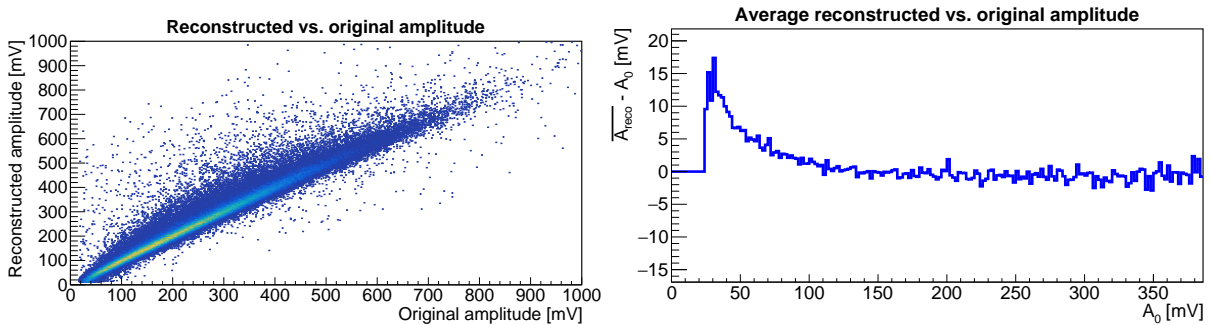 Reconstructed vs. original amplitude
Reconstructed amplitude [mV]
1000
900
800
700
600
500
400
300
200
100
0
0 100 200 300 400 500 600 700 800 900 1000
Original amplitude [mV]
Average reconstructed vs. original amplitude
A_reco - A_0 [mV]
20
15
10
5
0
−5
−10
−15
0 50 100 150 200 250 300 350
A_0 [mV]